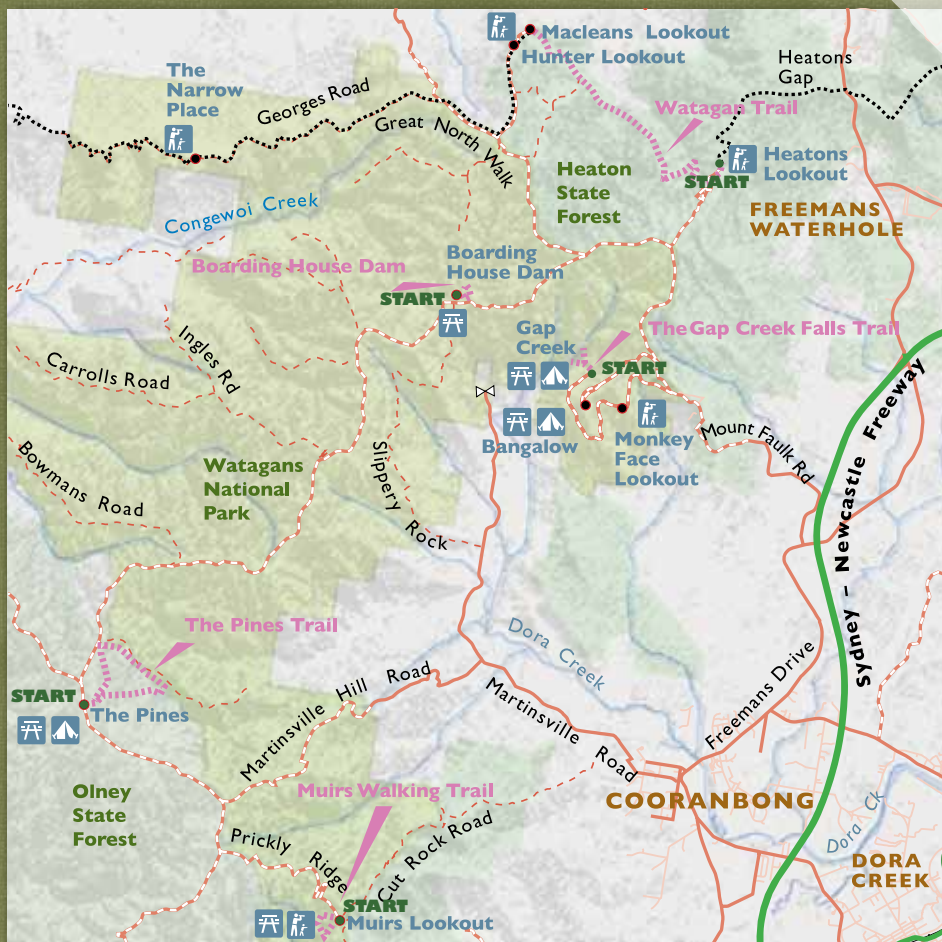 Macleans Lookout
Hunter Lookout
Heatons
Gap
The
Narrow
Place
Georges Road
Great North Walk
Watagan Trail
Heaton
State
Forest
START
Heatons
Lookout
FREEMANS
WATERHOLE
Congewoi Creek
Boarding House Dam
Boarding
House Dam
START
Gap
Creek
The Gap Creek Falls Trail
START
Ingles Rd
Carrolls Road
Bangalow
Monkey
Face
Lookout
Mount Faulk Rd
Sydney – Newcastle Freeway
Bowmans Road
Watagans
National
Park
Slippery Rock
The Pines Trail
Dora Creek
START
The Pines
Martinsville Hill Road
Martinsville Road
Freemans Drive
Olney
State
Forest
Muirs Walking Trail
COORANBONG
Prickly Ridge
Cut Rock Road
Dora Ck
DORA
CREEK
START
Muirs Lookout